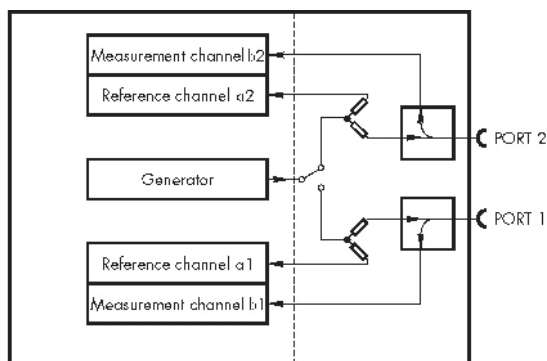 Measurement channel b2
Reference channel a2
PORT 2
Generator
PORT 1
Reference channel a1
Measurement channel b1